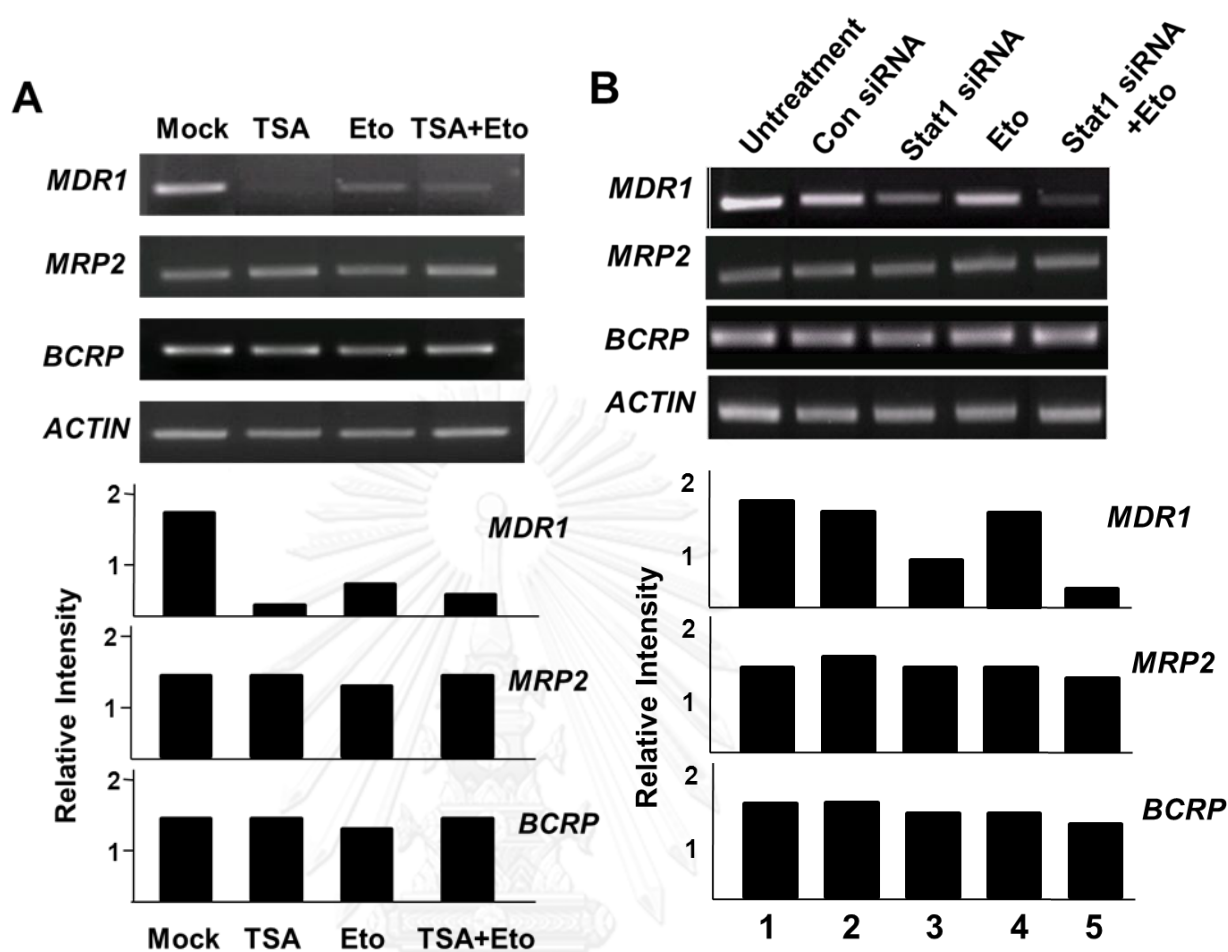 A
Mock TSA Eto TSA+Eto
MDR1
MRP2
BCRP
ACTIN
Relative Intensity
2
1
MDR1
2
1
MRP2
2
1
BCRP
Mock TSA Eto TSA+Eto
B
Untreatment
Con siRNA
Stat1 siRNA
Eto
Stat1 siRNA
+Eto
MDR1
MRP2
BCRP
ACTIN
Relative Intensity
2
1
MDR1
2
1
MRP2
2
1
BCRP
1 2 3 4 5